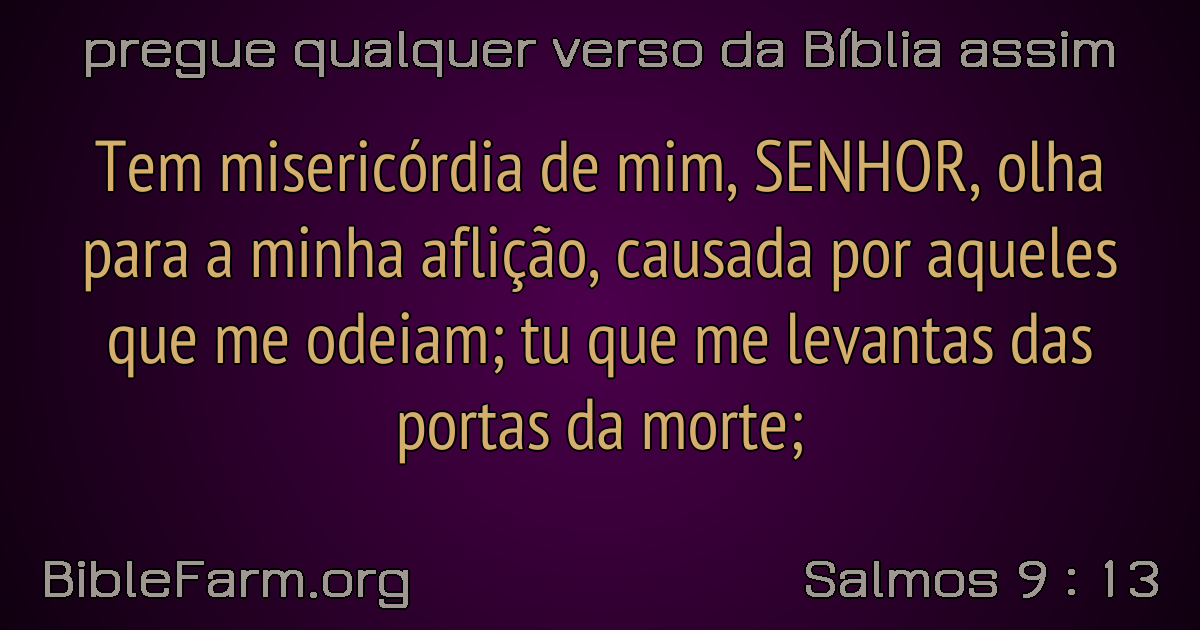 pregue qualquer verso da Bíblia assim
Tem misericórdia de mim, SENHOR, olha
para a minha aflição, causada por aqueles
que me odeiam; tu que me levantas das
portas da morte;
BibleFarm.org
Salmos 9 : 13